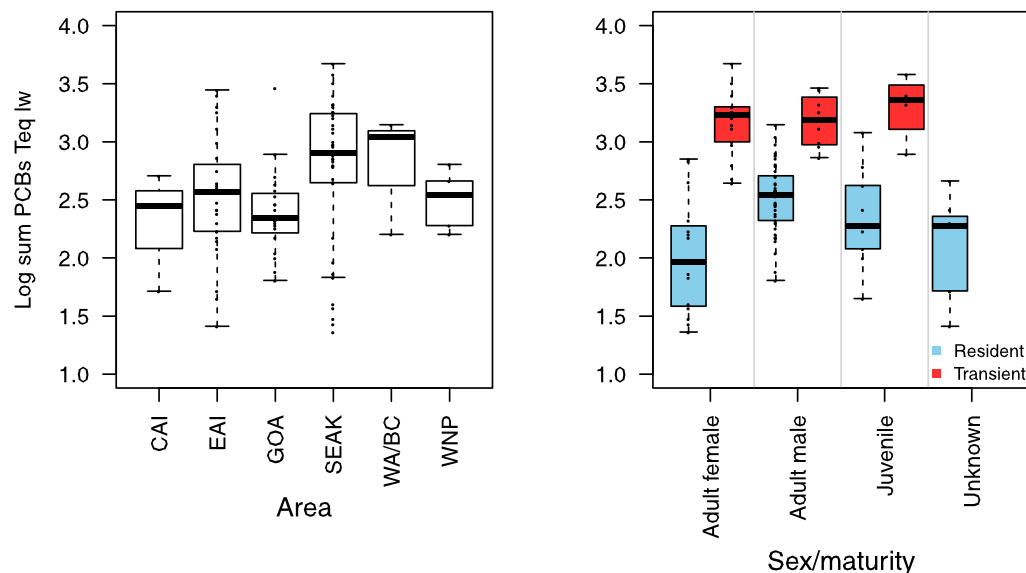 Log sum PCBs Teq lw
4.0
3.5
3.0
2.5
2.0
1.5
1.0
CAI
EAI
GOA
SEAK
WA/BC
WNP
Area
4.0
3.5
3.0
2.5
2.0
1.5
1.0
Resident
Transient
Adult female
Adult male
Juvenile
Unknown
Sex/maturity